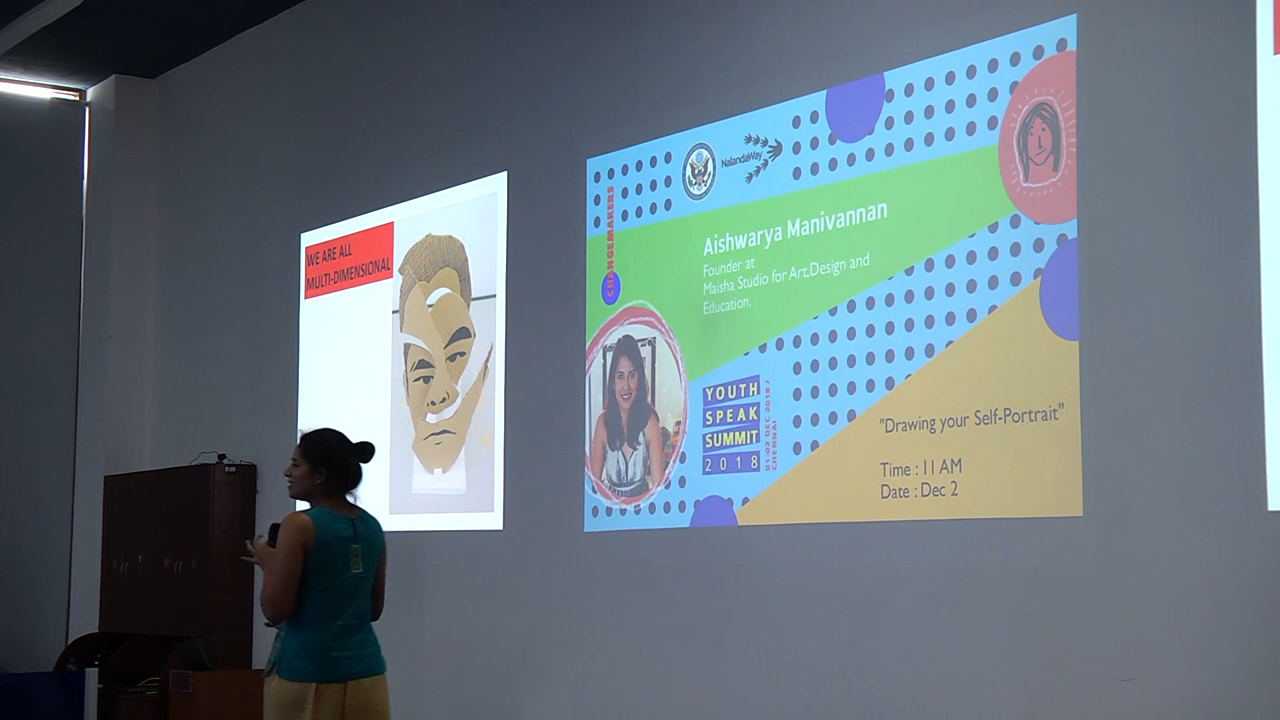 WE ARE ALL
MULTI-DIMENSIONAL
CHANGEMAKERS
NalandaWay
Aishwarya Manivannan
Founder at
Maisha Studio for Art,Design and
Education.
YOUTH
SPEAK
SUMMIT
2018
01-02 DEC 2018 /
CHENNAI
"Drawing your Self-Portrait"
Time : 11 AM
Date : Dec 2